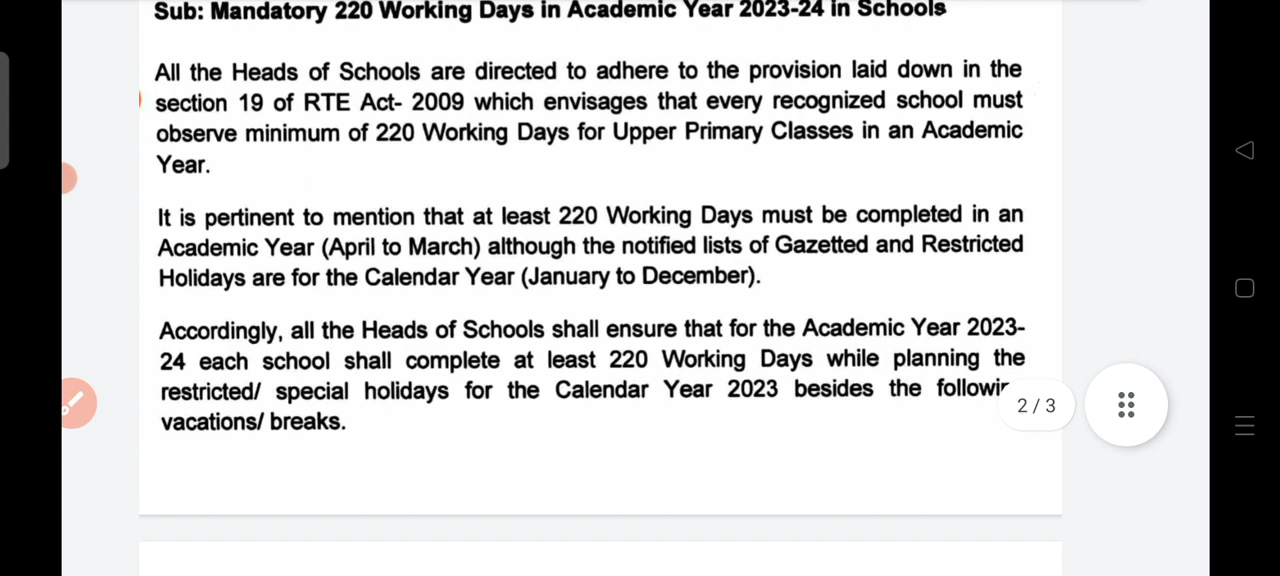 Sub: Mandatory 220 Working Days in Academic Year 2023-24 in Schools
All the Heads of Schools are directed to adhere to the provision laid down in the
section 19 of RTE Act- 2009 which envisages that every recognized school must
observe minimum of 220 Working Days for Upper Primary Classes in an Academic
Year.
It is pertinent to mention that at least 220 Working Days must be completed in an
Academic Year (April to March) although the notified lists of Gazetted and Restricted
Holidays are for the Calendar Year (January to December).
Accordingly, all the Heads of Schools shall ensure that for the Academic Year 2023-
24 each school shall complete at least 220 Working Days while planning the
restricted/ special holidays for the Calendar Year 2023 besides the
vacations/ breaks.
2 / 3